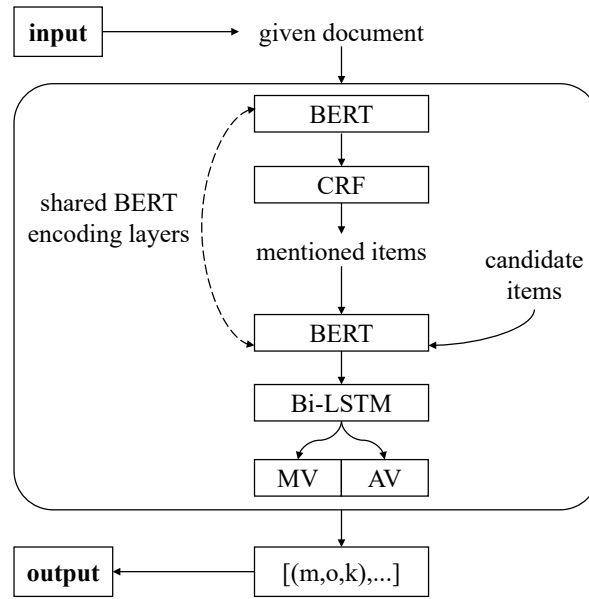 input
given document
BERT
CRF
shared BERT
encoding layers
mentioned items
candidate
items
BERT
Bi-LSTM
MV AV
output
[(m,o,k),...]